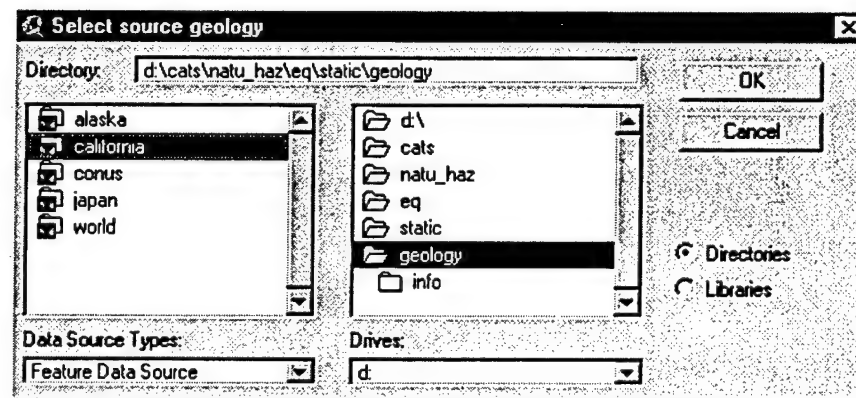 Select source geology
Directory: d:\cats\natu_haz\eq\static\geology
OK
Cancel
alaska
california
conus
japan
world
d:\
cats
natu_haz
eq
static
geology
info
Directories
Libraries
Data Source Types:
Feature Data Source
Drives:
d: